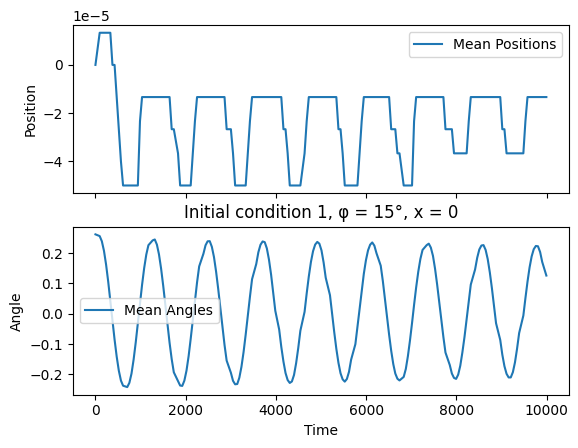 1e−5
Mean Positions
0
−2
−4
Position
Initial condition 1, φ = 15°, x = 0
0.2
0.1
0.0
−0.1
−0.2
Angle
Mean Angles
0 2000 4000 6000 8000 10000
Time